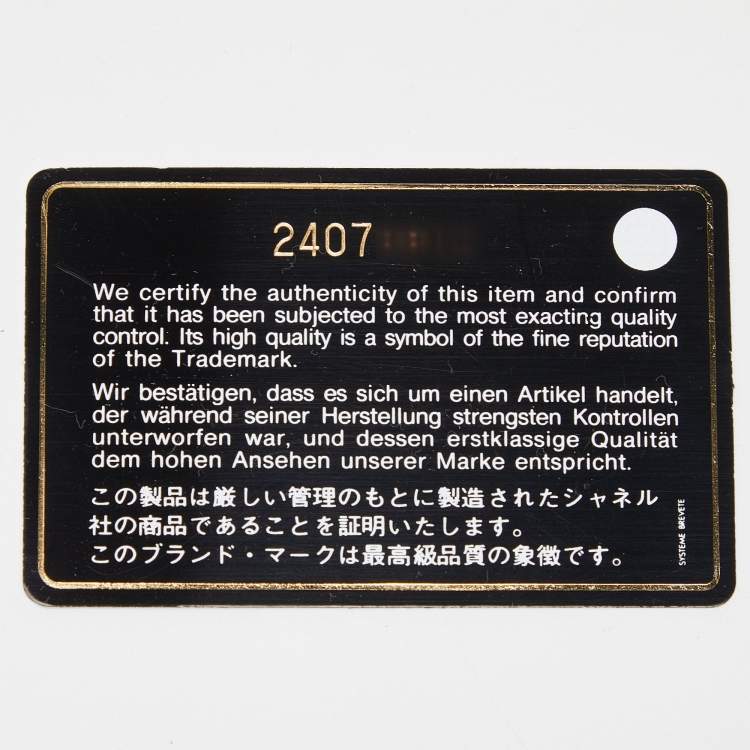 2407
We certify the authenticity of this item and confirm
that it has been subjected to the most exacting quality
control. Its high quality is a symbol of the fine reputation
of the Trademark.
Wir bestätigen, dass es sich um einen Artikel handelt,
der während seiner Herstellung strengsten Kontrollen
unterworfen war, und dessen erstklassige Qualität
dem hohen Ansehen unserer Marke entspricht.
この製品は厳しい管理のもとに製造されたシャネル
社の商品であることを証明いたします。
このブランド・マークは最高級品質の象徴です。
SYSTEME BREVETE